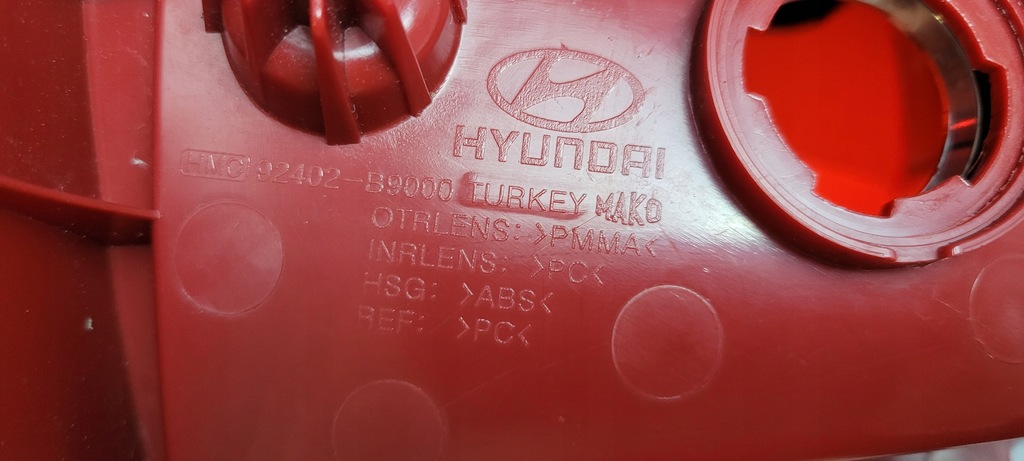 HYUNDAI
HMC 92402-B9000 TURKEY MAKO
OTRLENS: >PMMA<
INRLENS: >PC<
HSG: >ABS<
REF: >PC<